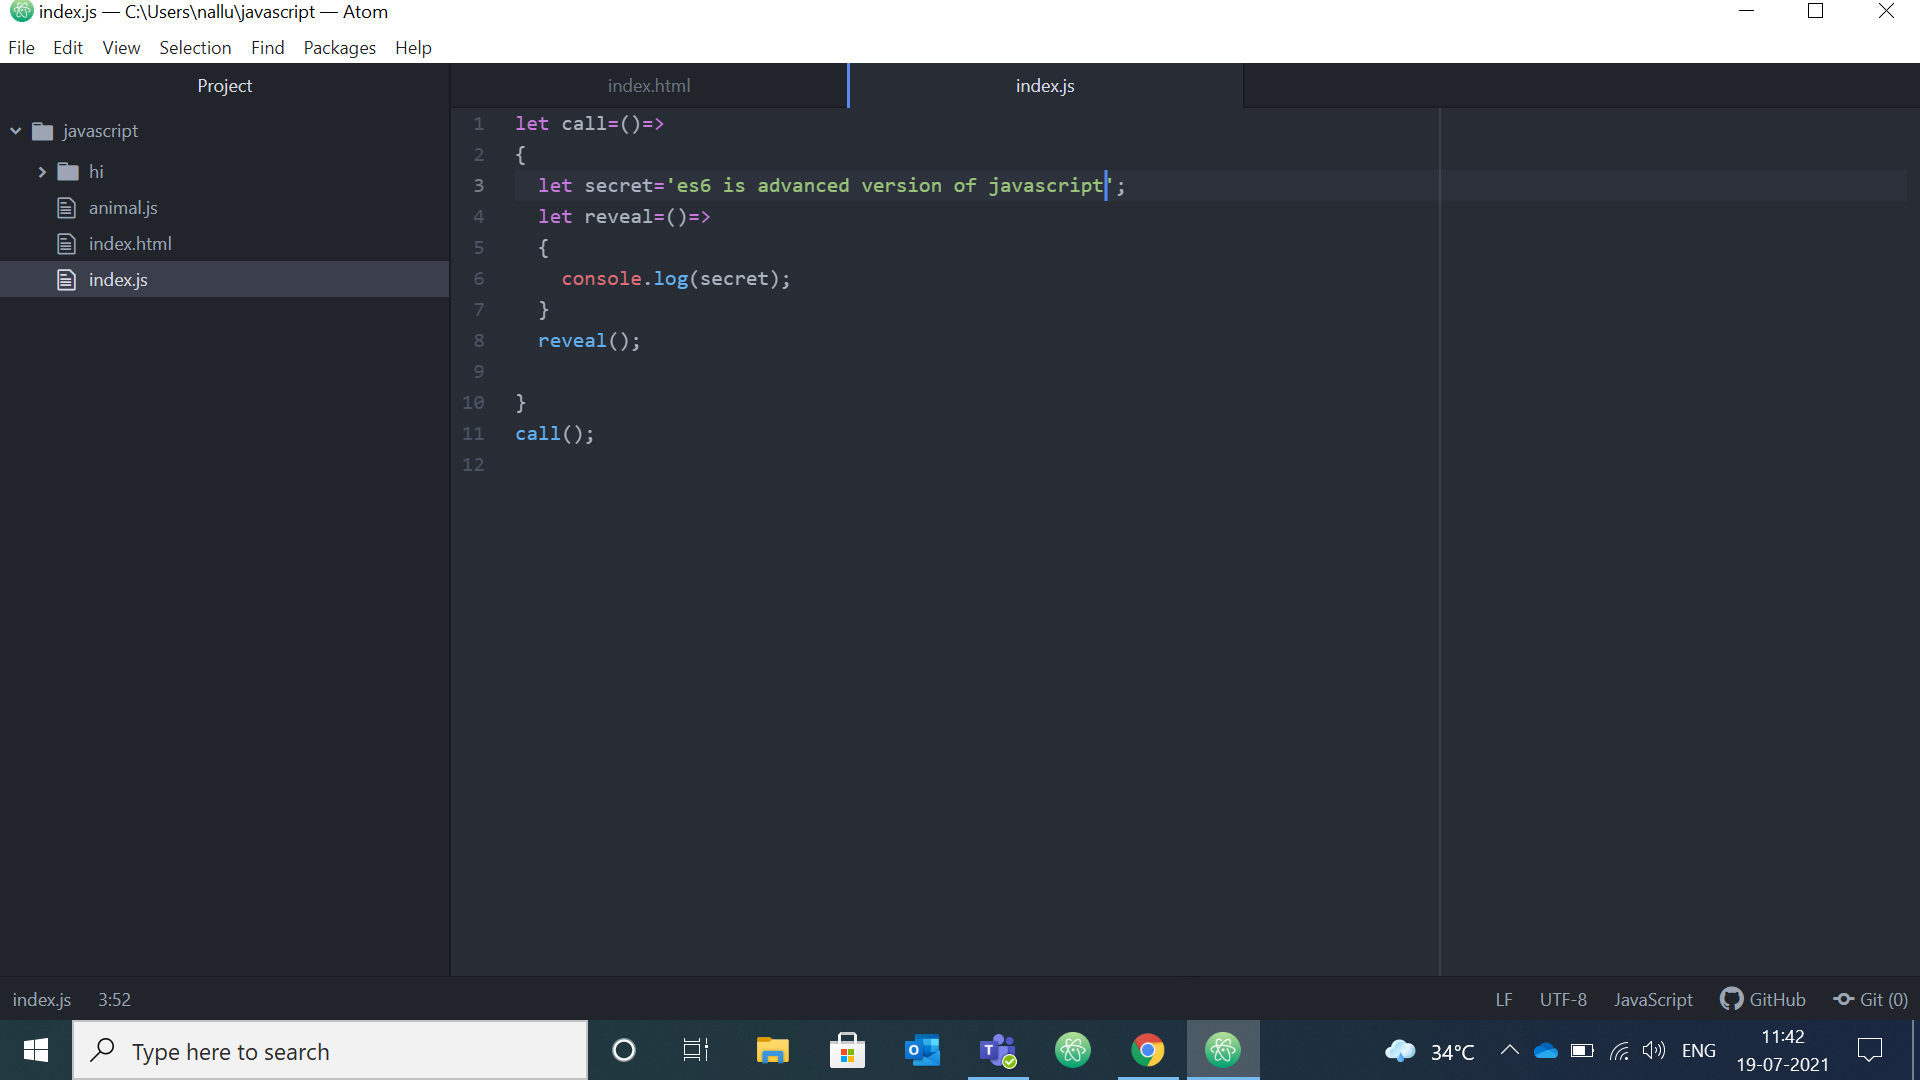 index.js — C:\Users\nallu\javascript — Atom
File Edit View Selection Find Packages Help
Project
javascript
hi
animal.js
index.html
index.js
index.html index.js
1 let call=()=>
2 {
3   let secret='es6 is advanced version of javascript';
4   let reveal=()=>
5   {
6     console.log(secret);
7   }
8   reveal();
9
10 }
11 call();
12
index.js 3:52 LF UTF-8 JavaScript GitHub Git (0)
Type here to search
34°C ENG
11:42
19-07-2021